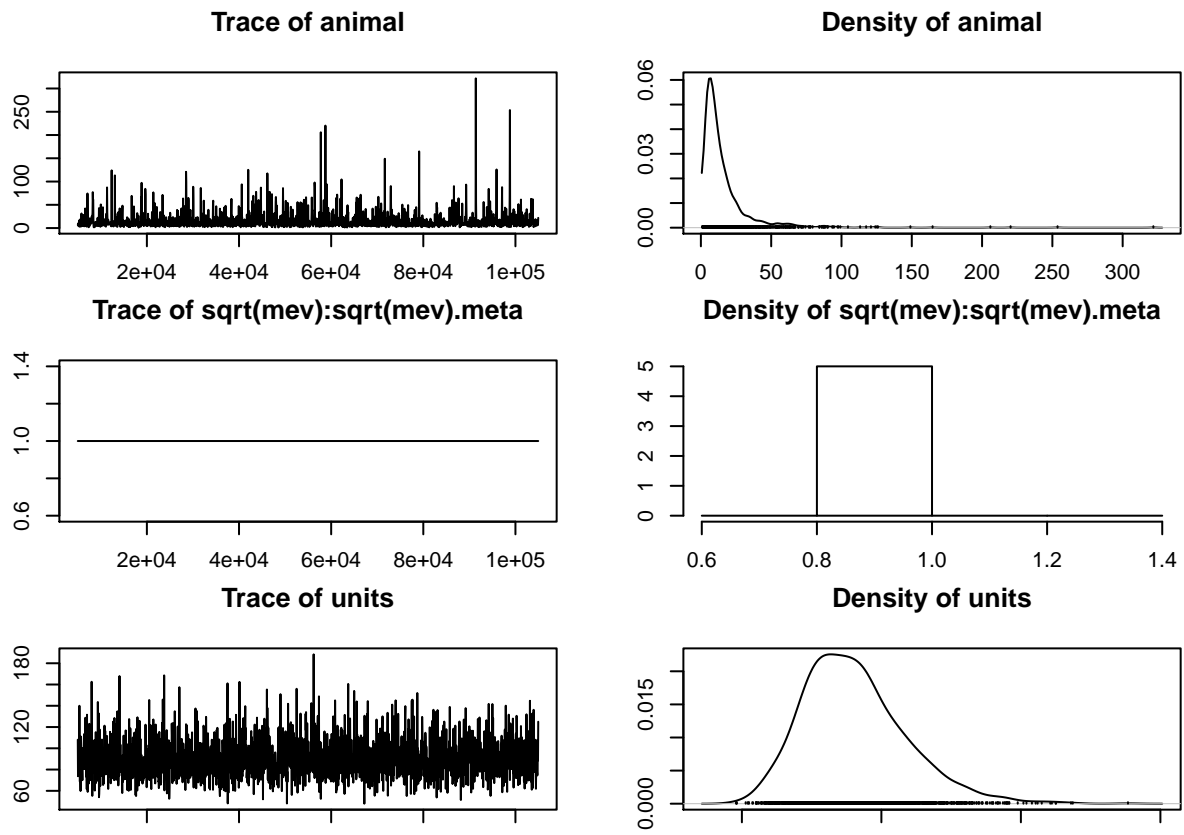 Trace of animal
Density of animal
0
100
250
2e+04 4e+04 6e+04 8e+04 1e+05
0.00
0.03
0.06
0 50 100 150 200 250 300
Trace of sqrt(mev):sqrt(mev).meta
Density of sqrt(mev):sqrt(mev).meta
0.6
1.0
1.4
2e+04 4e+04 6e+04 8e+04 1e+05
0
1
2
3
4
5
0.6 0.8 1.0 1.2 1.4
Trace of units
Density of units
60
120
180
0.000
0.015